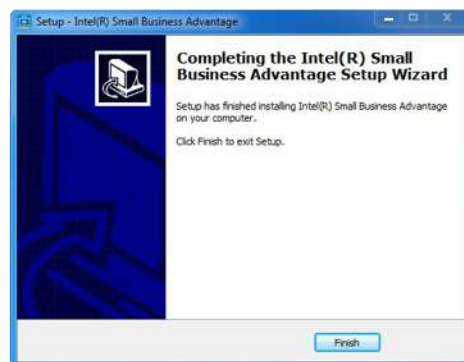 Setup - Intel(R) Small Business Advantage
Completing the Intel(R) Small
Business Advantage Setup Wizard
Setup has finished installing Intel(R) Small Business Advantage
on your computer.
Click Finish to exit Setup.
Finish